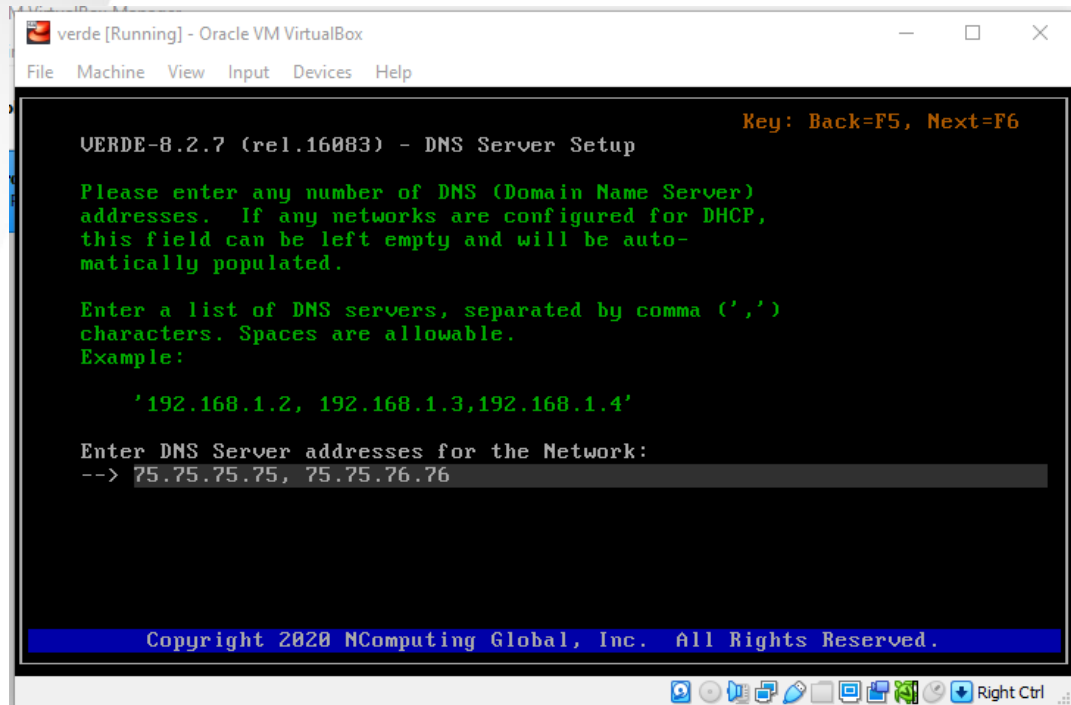 verde [Running] - Oracle VM VirtualBox
File Machine View Input Devices Help
Key: Back=F5, Next=F6
VERDE-8.2.7 (rel.16083) - DNS Server Setup
Please enter any number of DNS (Domain Name Server)
addresses. If any networks are configured for DHCP,
this field can be left empty and will be auto-
matically populated.
Enter a list of DNS servers, separated by comma (',')
characters. Spaces are allowable.
Example:
'192.168.1.2, 192.168.1.3,192.168.1.4'
Enter DNS Server addresses for the Network:
--> 75.75.75.75, 75.75.76.76
Copyright 2020 NComputing Global, Inc. All Rights Reserved.
Right Ctrl